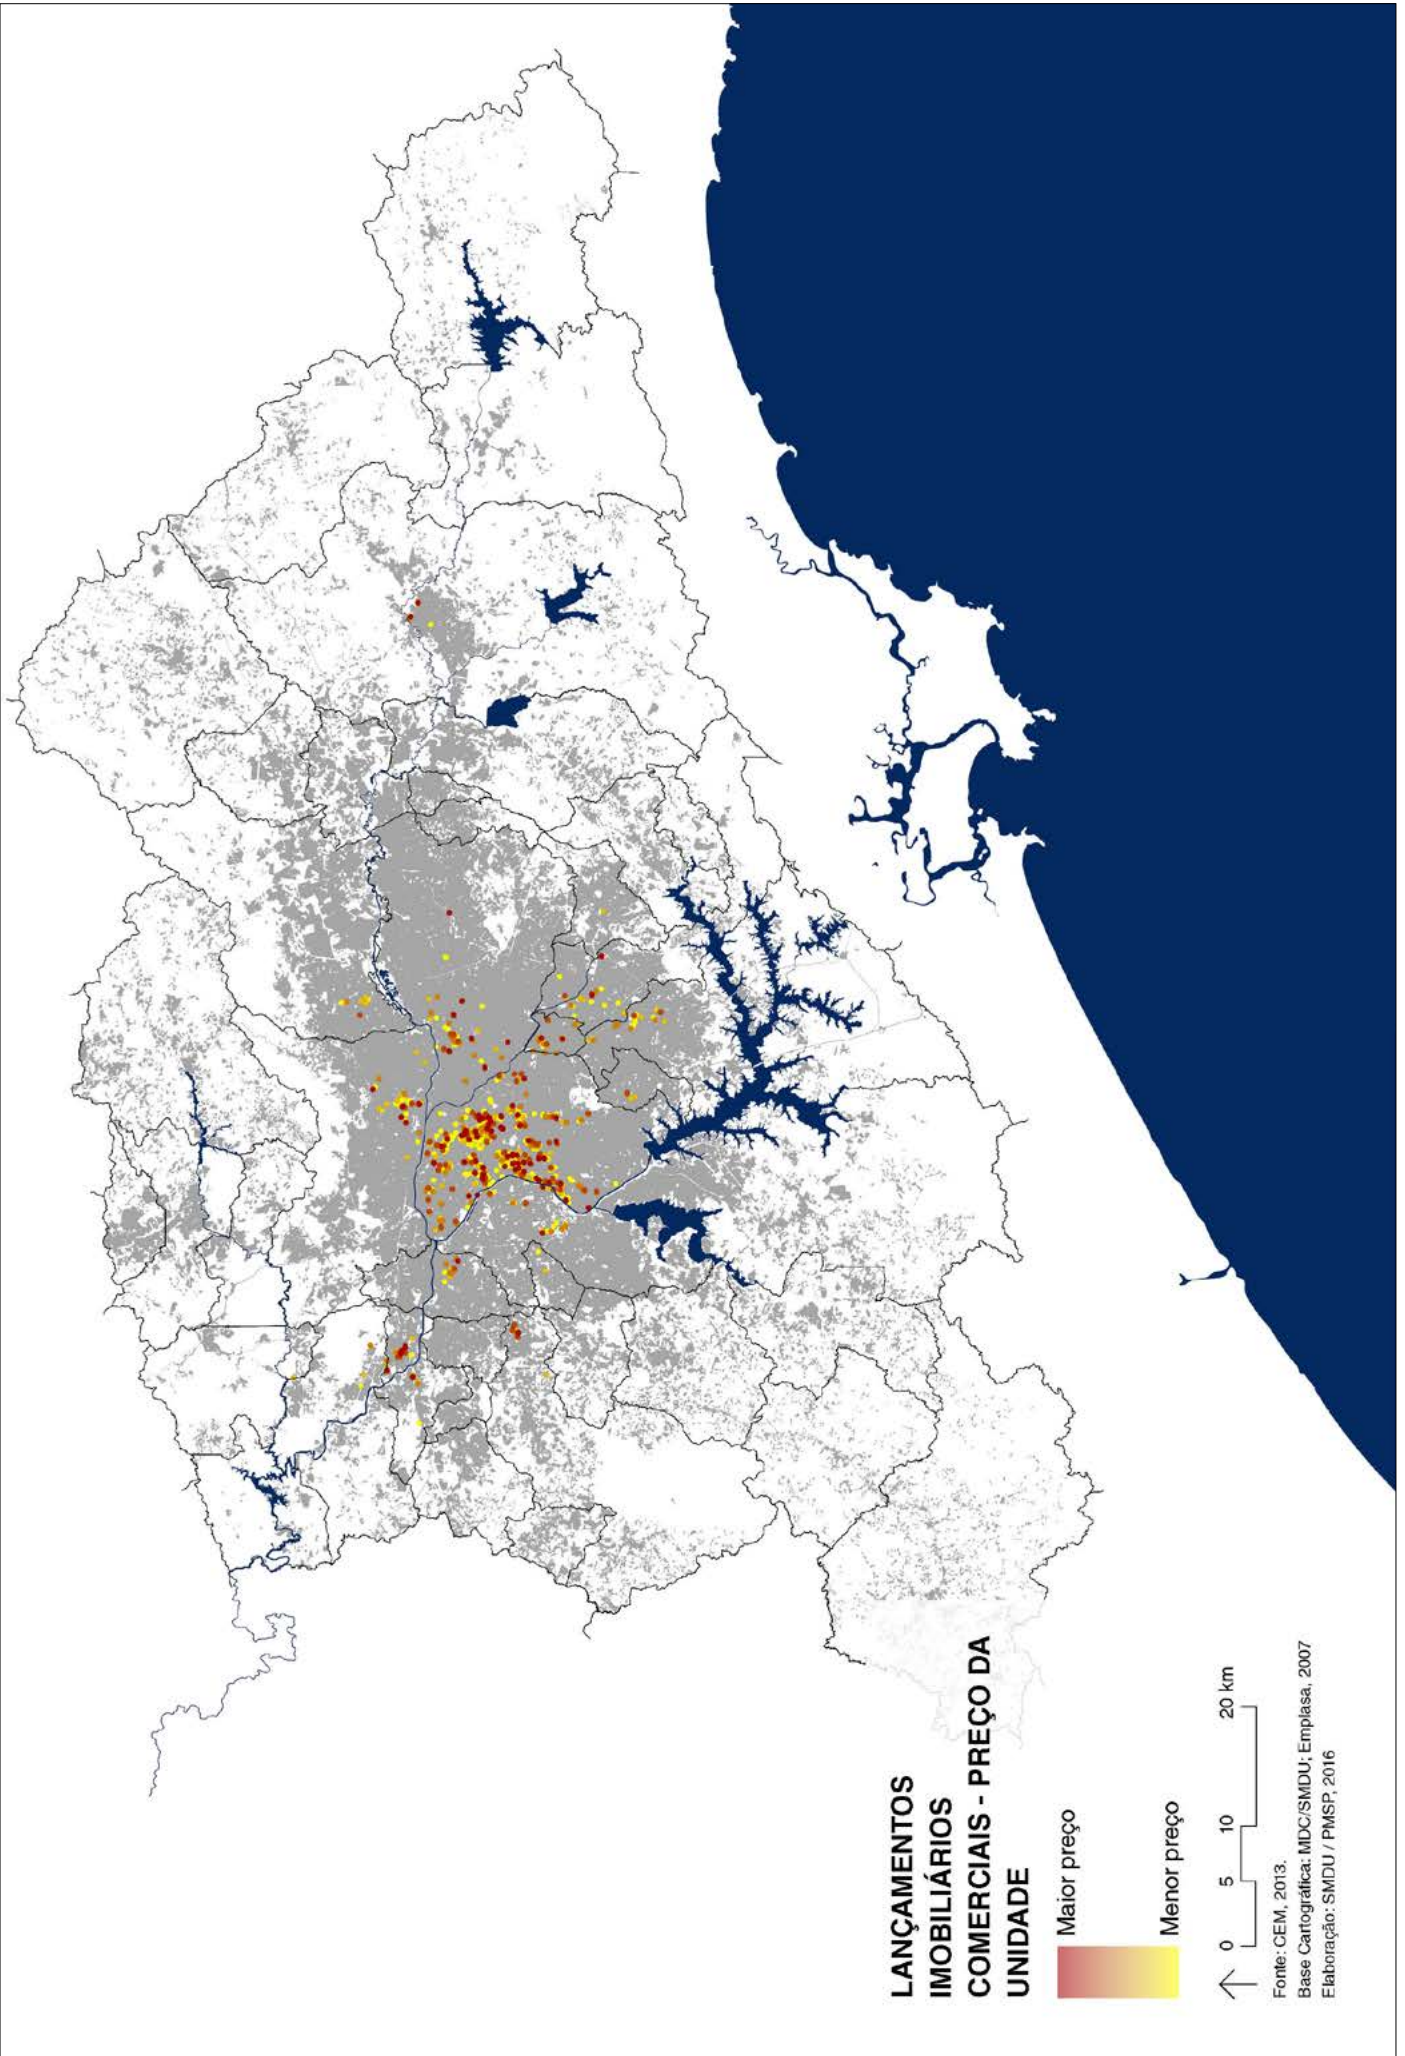 LANÇAMENTOS
IMOBILIÁRIOS
COMERCIAIS - PREÇO DA
UNIDADE
Maior preço
Menor preço
0 5 10 20 km
Fonte: CEM, 2013.
Base Cartográfica: MDC/SMDU; Emplasa, 2007
Elaboração: SMDU / PMSP, 2016